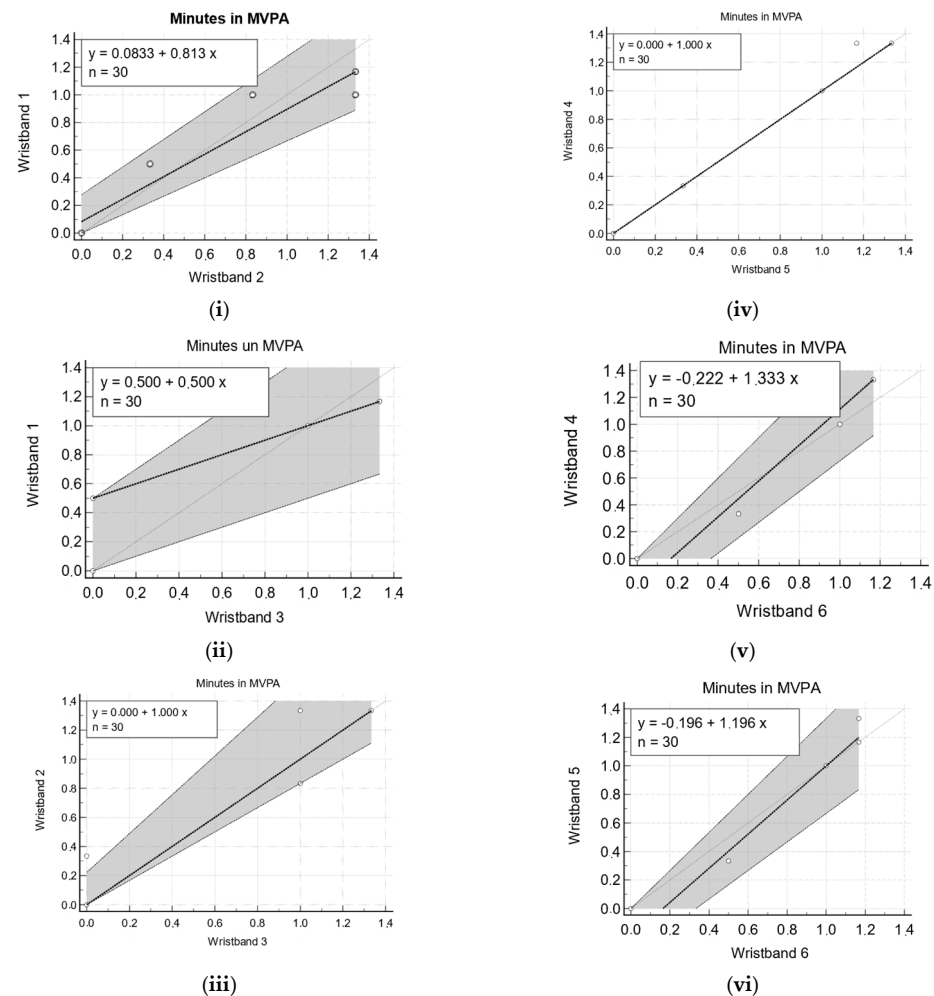 Minutes in MVPA
y = 0.0833 + 0.813 x
n = 30
Wristband 1
1.4
1.2
1.0
0.8
0.6
0.4
0.2
0.0
0.0 0.2 0.4 0.6 0.8 1.0 1.2 1.4
Wristband 2
(i)
Minutes un MVPA
y = 0.500 + 0.500 x
n = 30
Wristband 1
1.4
1.2
1.0
0.8
0.6
0.4
0.2
0.0
0.0 0.2 0.4 0.6 0.8 1.0 1.2 1.4
Wristband 3
(ii)
Minutes in MVPA
y = 0.000 + 1.000 x
n = 30
Wristband 2
1.4
1.2
1.0
0.8
0.6
0.4
0.2
0.0
0.0 0.2 0.4 0.6 0.8 1.0 1.2 1.4
Wristband 3
(iii)
Minutes in MVPA
y = 0.000 + 1.000 x
n = 30
Wristband 4
1.4
1.2
1.0
0.8
0.6
0.4
0.2
0.0
0.0 0.2 0.4 0.6 0.8 1.0 1.2 1.4
Wristband 5
(iv)
Minutes in MVPA
y = -0.222 + 1.333 x
n = 30
Wristband 4
1.4
1.2
1.0
0.8
0.6
0.4
0.2
0.0
0.0 0.2 0.4 0.6 0.8 1.0 1.2 1.4
Wristband 6
(v)
Minutes in MVPA
y = -0.196 + 1.196 x
n = 30
Wristband 5
1.4
1.2
1.0
0.8
0.6
0.4
0.2
0.0
0.0 0.2 0.4 0.6 0.8 1.0 1.2 1.4
Wristband 6
(vi)